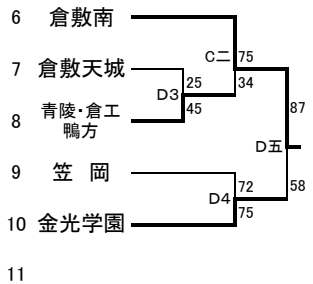 6 倉敷南
C二 75
7 倉敷天城
25 34
D3
45
8 青陵・倉工
鴨方
87
D五
9 笠 岡
72 58
D4
75
10 金光学園
11